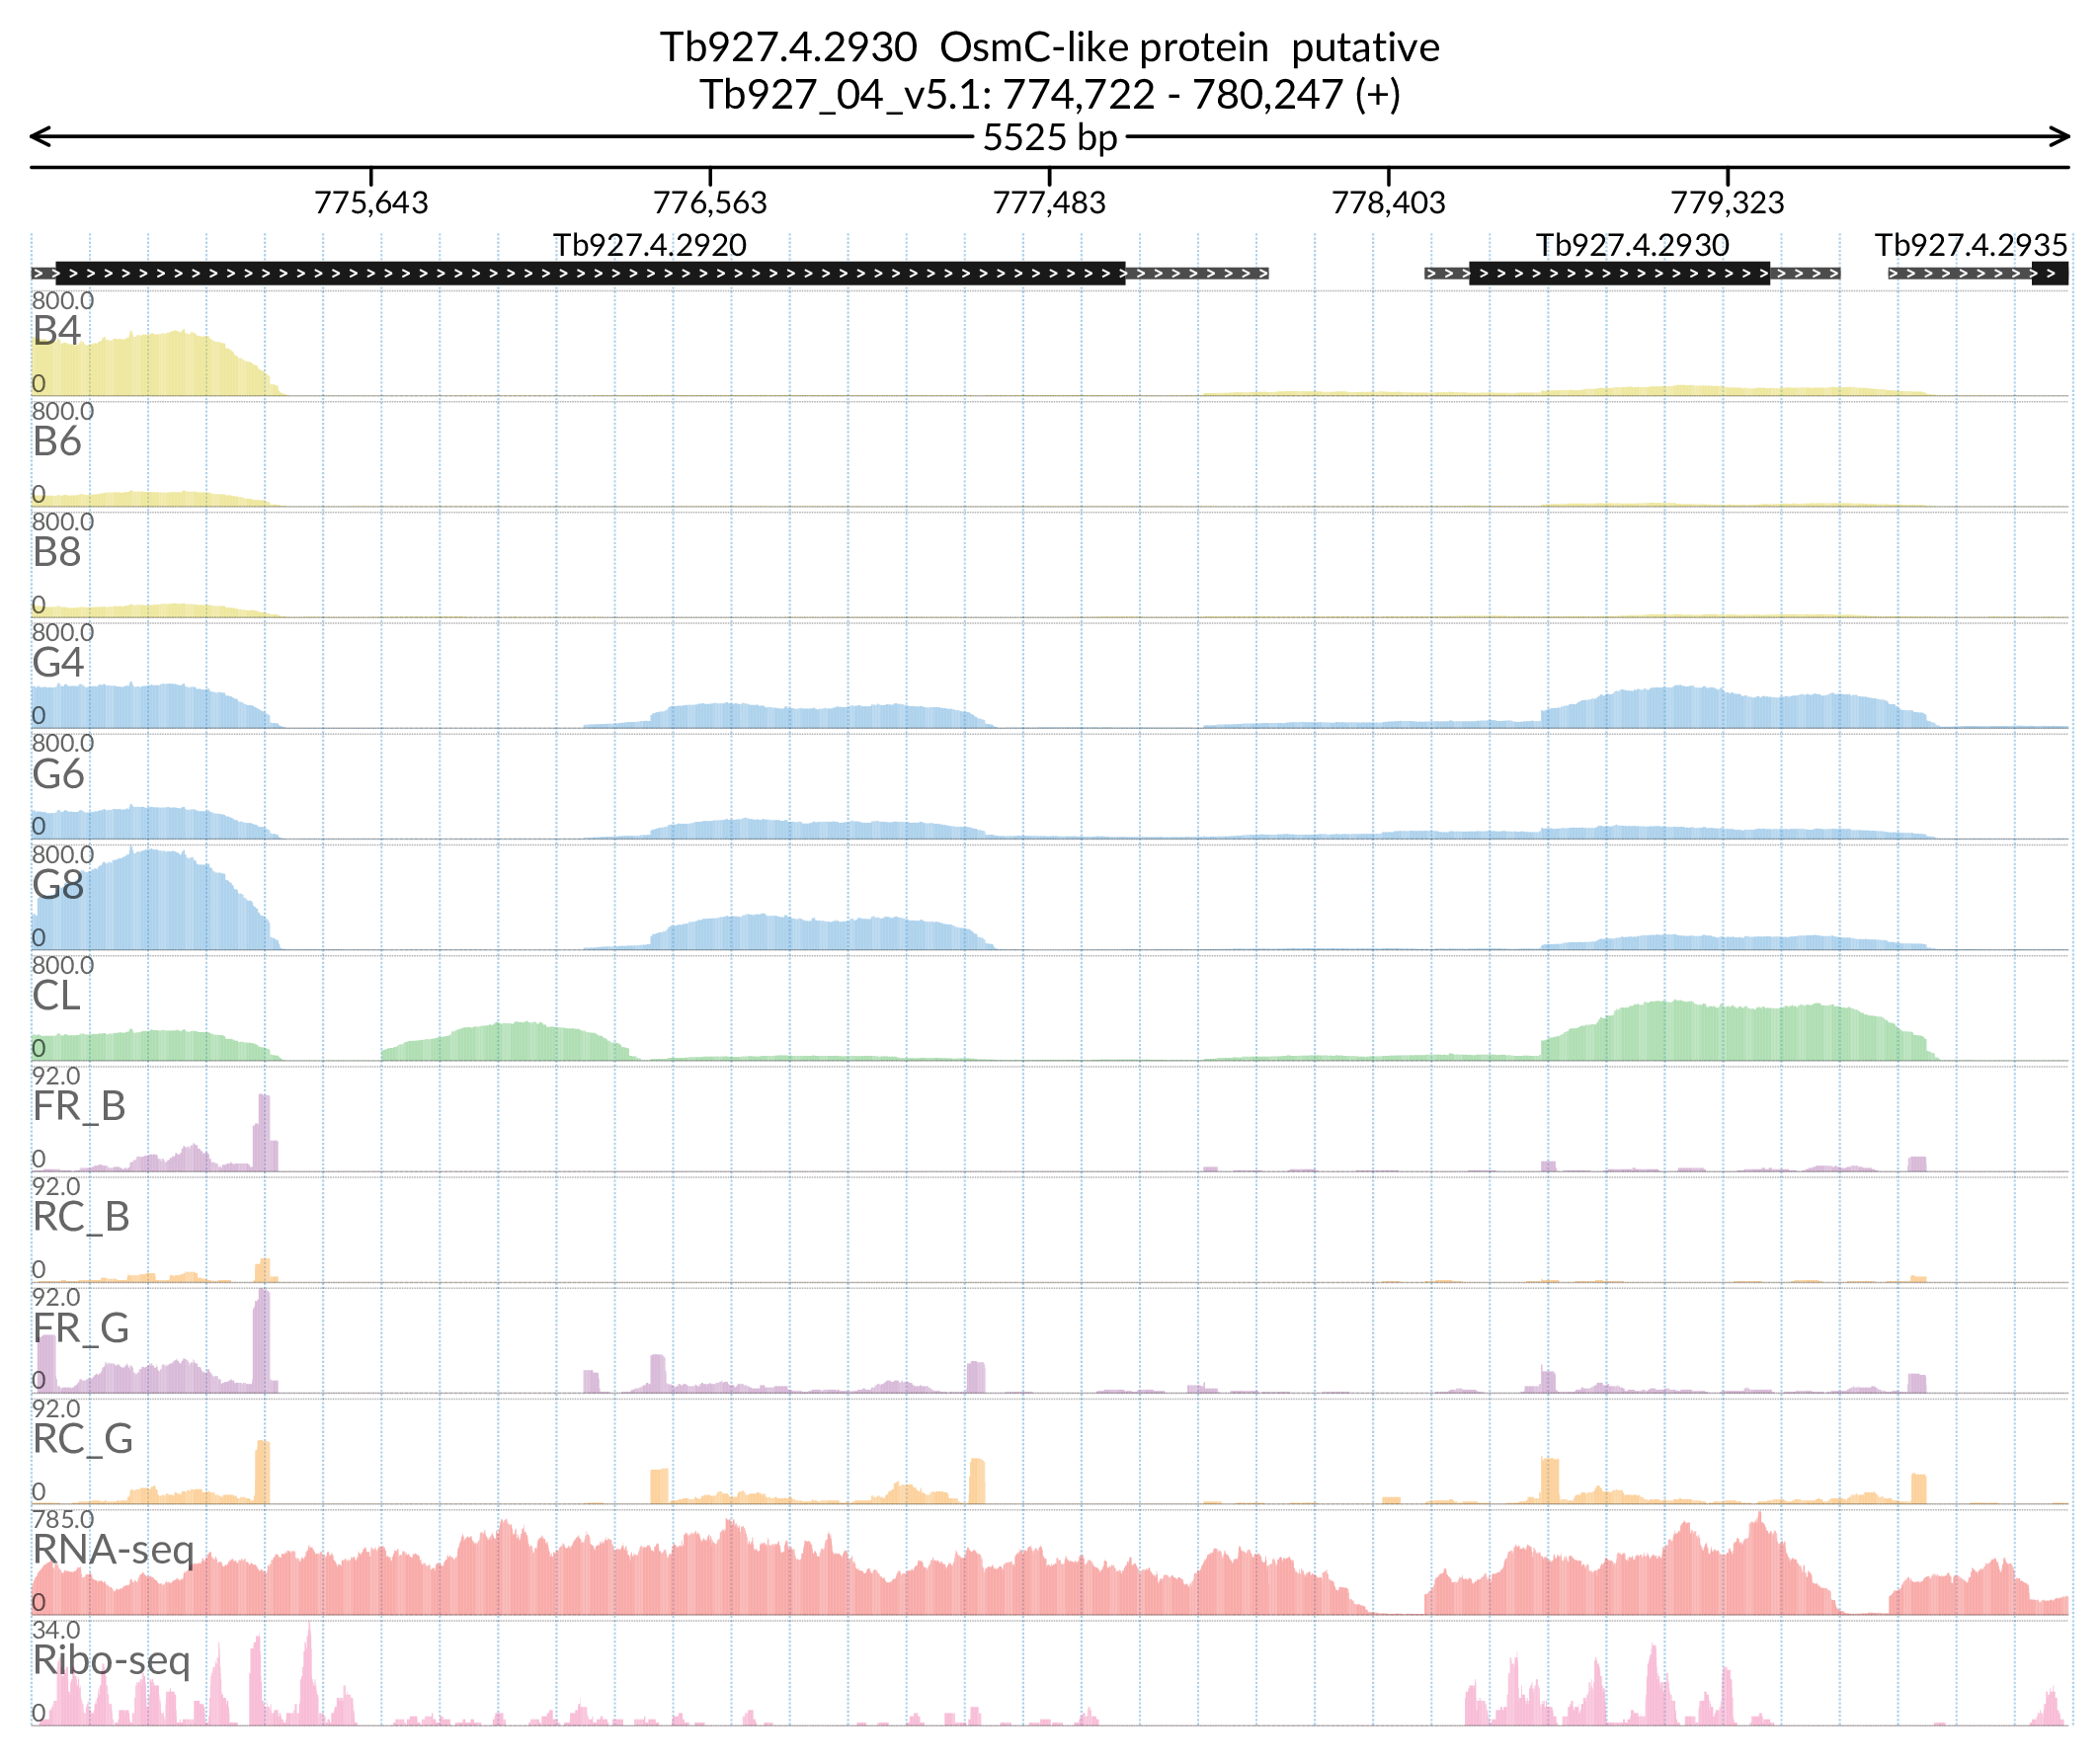 Tb927.4.2930 OsmC-like protein putative
Tb927_04_v5.1: 774,722 - 780,247 (+)
5525 bp
775,643 776,563 777,483 778,403 779,323
Tb927.4.2920 Tb927.4.2930 Tb927.4.2935
800.0
B4
0
800.0
B6
0
800.0
B8
0
800.0
G4
0
800.0
G6
0
800.0
G8
0
800.0
CL
0
92.0
FR_B
0
92.0
RC_B
0
92.0
FR_G
0
92.0
RC_G
0
785.0
RNA-seq
0
34.0
Ribo-seq
0